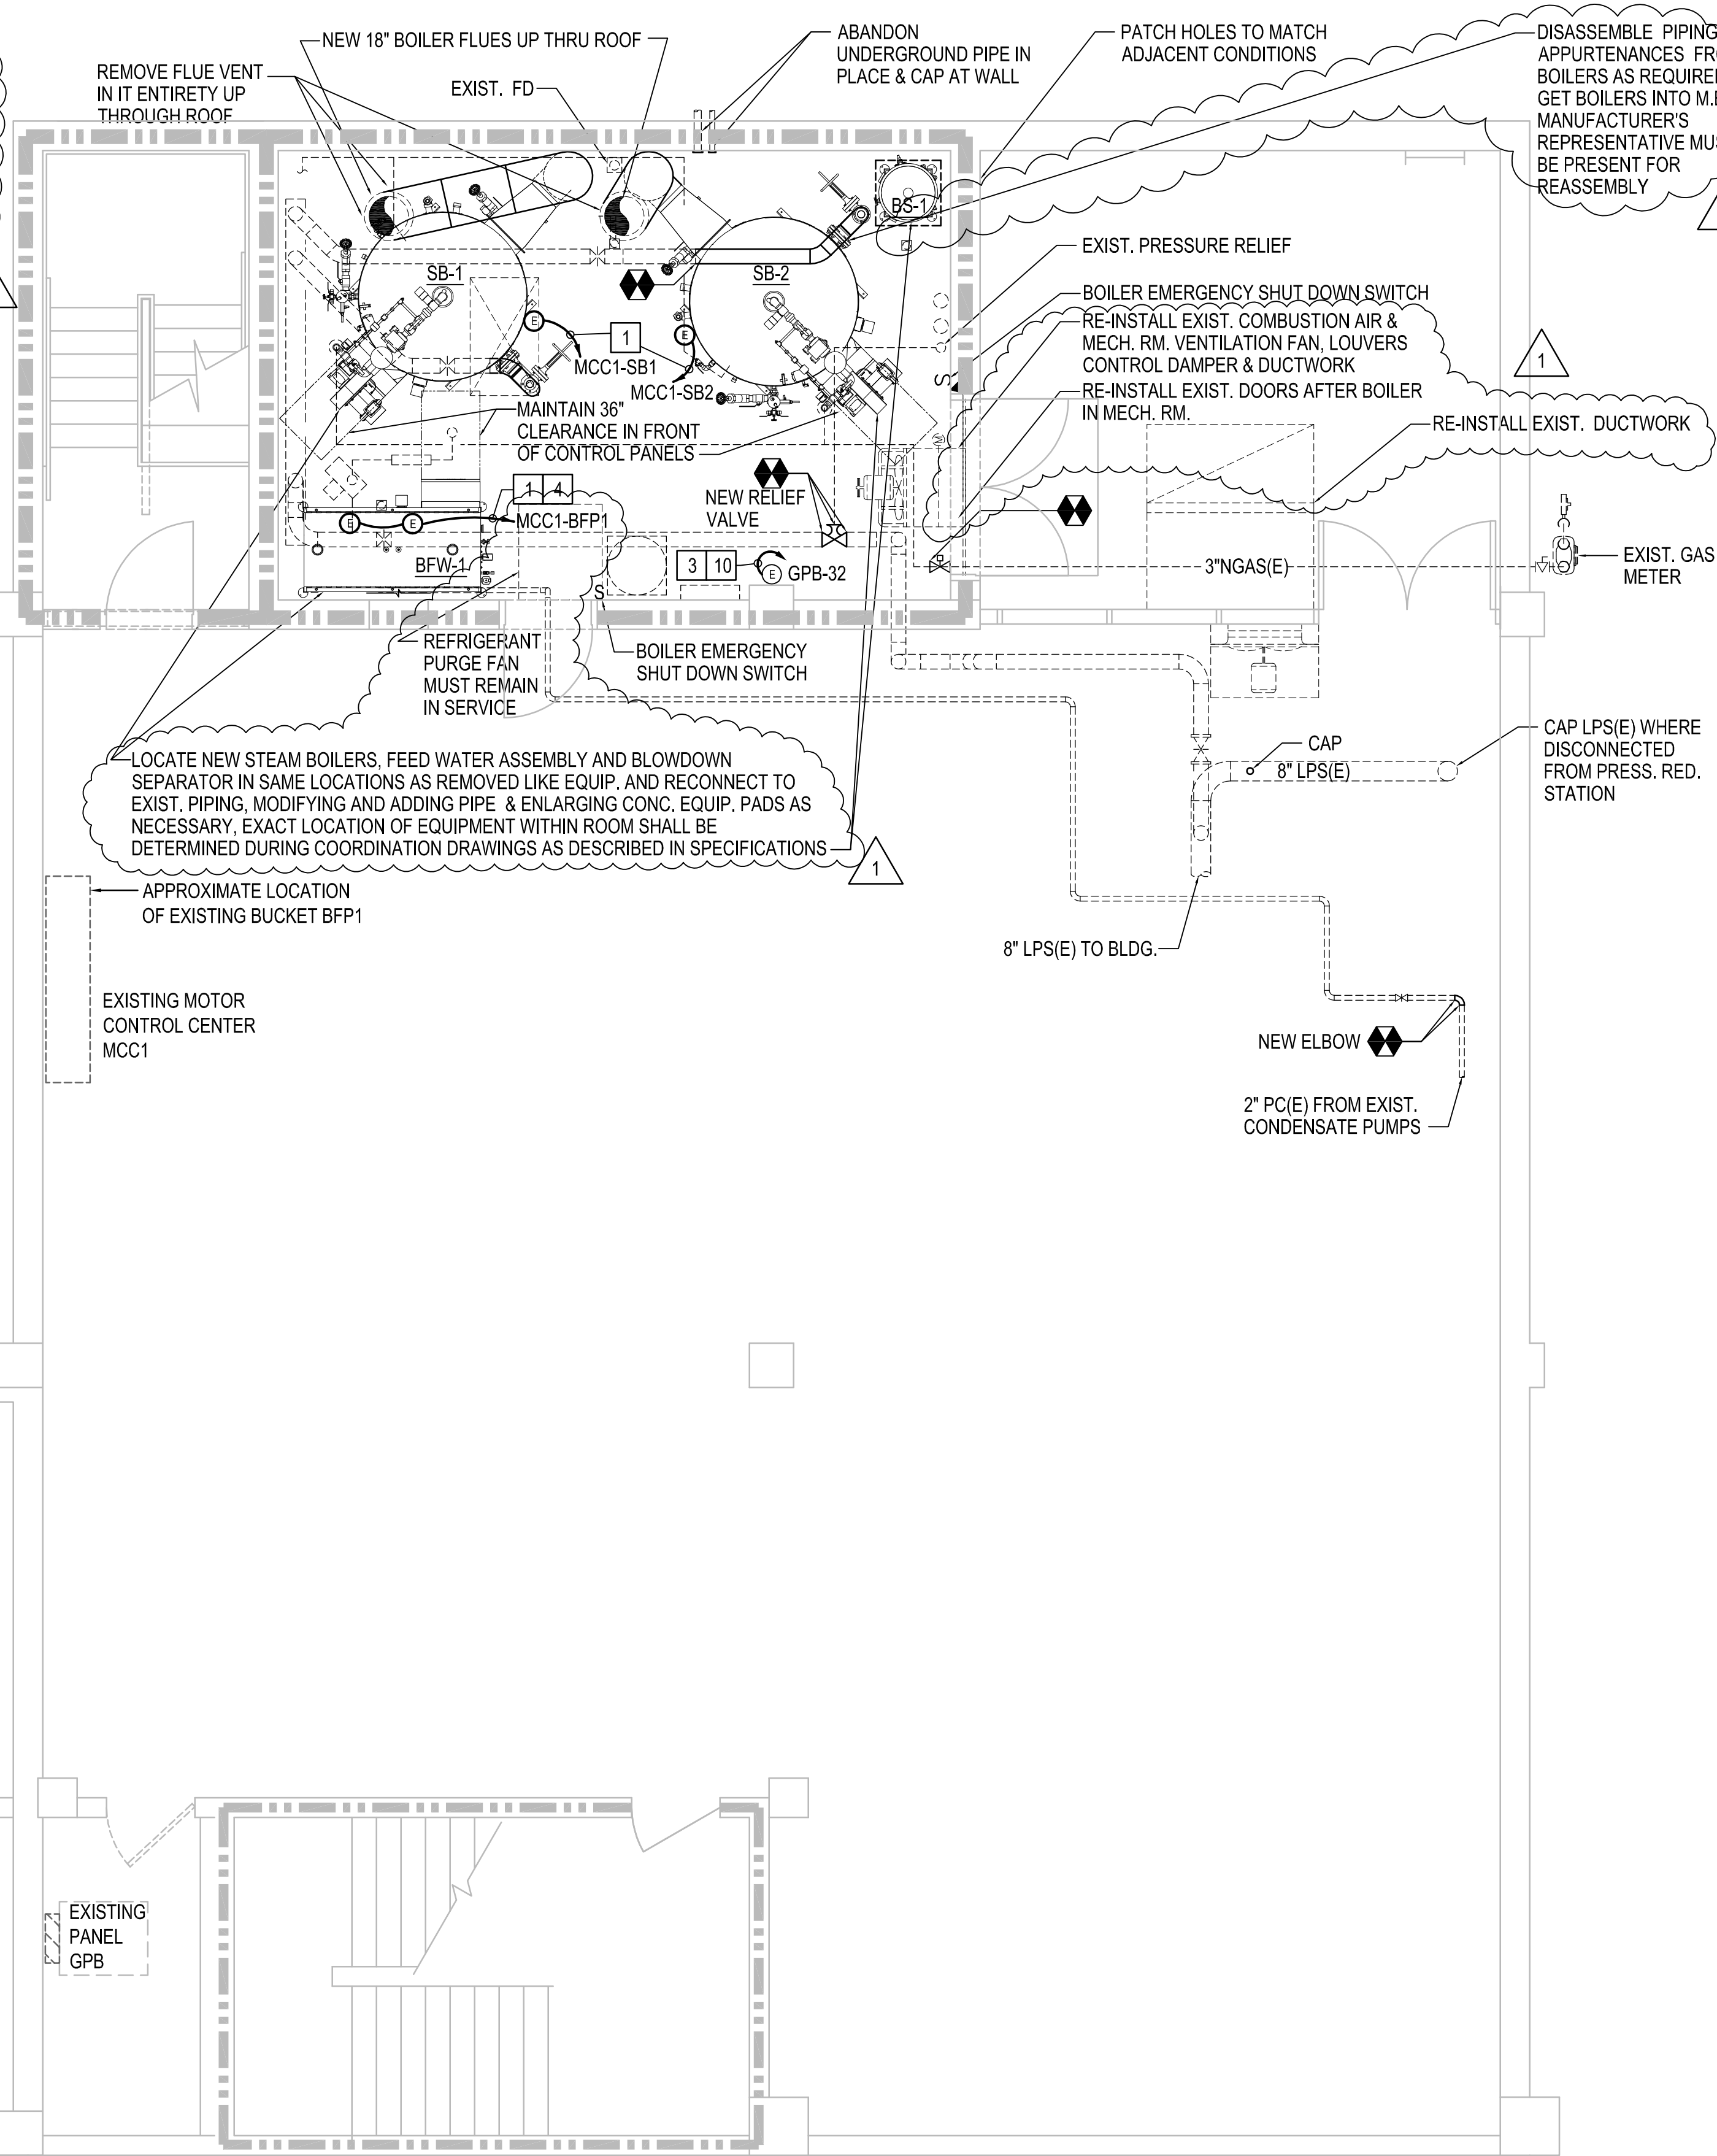 NEW 18" BOILER FLUES UP THRU ROOF
REMOVE FLUE VENT
IN IT ENTIRETY UP
THROUGH ROOF
EXIST. FD
ABANDON
UNDERGROUND PIPE IN
PLACE & CAP AT WALL
PATCH HOLES TO MATCH
ADJACENT CONDITIONS
DISASSEMBLE PIPING
APPURTENANCES
BOILERS AS
GET BOILERS INTO
MANUFACTURER'S
REPRESENTATIVE
BE PRESENT FOR
REASSEMBLY
BS-1
SB-1
SB-2
EXIST. PRESSURE RELIEF
BOILER EMERGENCY SHUT DOWN SWITCH
RE-INSTALL EXIST. COMBUSTION AIR &
MECH. RM. VENTILATION FAN, LOUVERS
CONTROL DAMPER & DUCTWORK
RE-INSTALL EXIST. DOORS AFTER BOILER
IN MECH. RM.
RE-INSTALL EXIST. DUCTWORK
1
E
1
E
MCC1-SB1
MCC1-SB2
S
MAINTAIN 36"
CLEARANCE IN FRONT
OF CONTROL PANELS
NEW RELIEF
VALVE
1 4
E E
MCC1-BFP1
BFW-1
3 10
E
GPB-32
S
3"NGAS(E)
EXIST. GAS
METER
REFRIGERANT
PURGE FAN
MUST REMAIN
IN SERVICE
BOILER EMERGENCY
SHUT DOWN SWITCH
LOCATE NEW STEAM BOILERS, FEED WATER ASSEMBLY AND BLOWDOWN
SEPARATOR IN SAME LOCATIONS AS REMOVED LIKE EQUIP. AND RECONNECT TO
EXIST. PIPING, MODIFYING AND ADDING PIPE & ENLARGING CONC. EQUIP. PADS AS
NECESSARY, EXACT LOCATION OF EQUIPMENT WITHIN ROOM SHALL BE
DETERMINED DURING COORDINATION DRAWINGS AS DESCRIBED IN SPECIFICATIONS
1
CAP
8" LPS(E)
CAP LPS(E) WHERE
DISCONNECTED
FROM PRESS. RED.
STATION
APPROXIMATE LOCATION
OF EXISTING BUCKET BFP1
8" LPS(E) TO BLDG.
EXISTING MOTOR
CONTROL CENTER
MCC1
NEW ELBOW
2" PC(E) FROM EXIST.
CONDENSATE PUMPS
EXISTING
PANEL
GPB